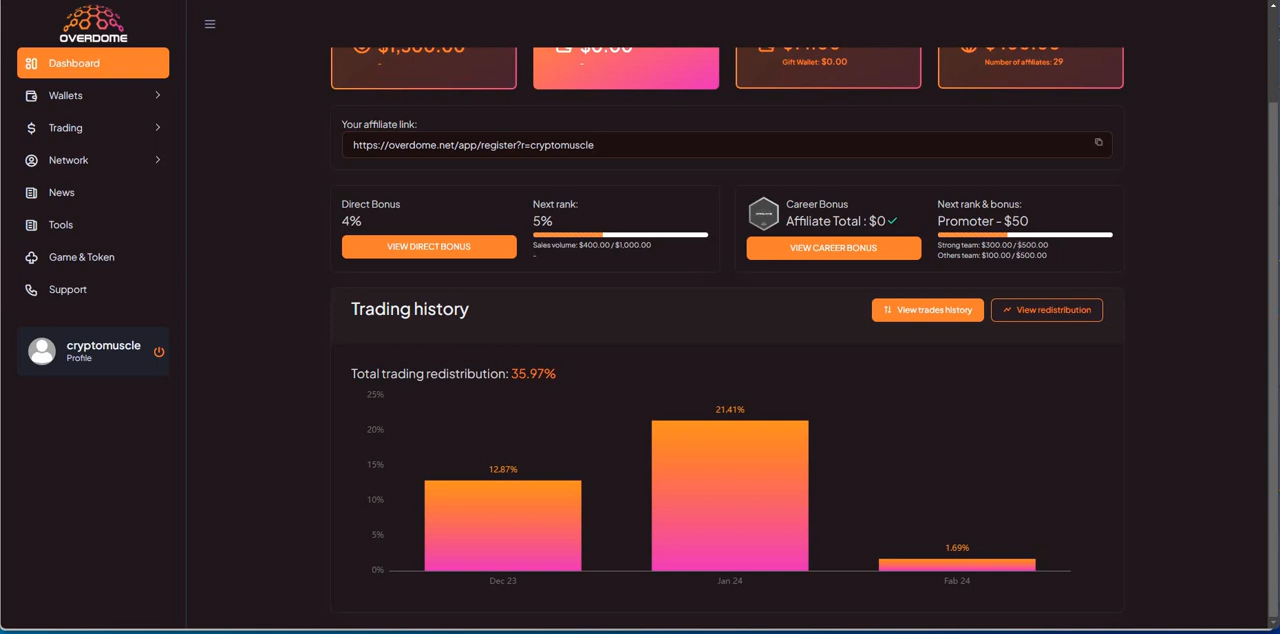 OVERDOME
Dashboard
Wallets
Trading
Network
News
Tools
Game & Token
Support
cryptomuscle
Profile
-
$0.00
-
Gift Wallet: $0.00
Number of affiliates: 29
Your affiliate link:
https://overdome.net/app/register?r=cryptomuscle
Direct Bonus
4%
VIEW DIRECT BONUS
Next rank:
5%
Sales volume: $400.00 / $1,000.00
-
Career Bonus
Affiliate Total : $0
VIEW CAREER BONUS
Next rank & bonus:
Promoter - $50
Strong team: $300.00 / $500.00
Others team: $100.00 / $500.00
Trading history
View trades history
View redistribution
Total trading redistribution: 35.97%
25%
20%
15%
10%
5%
0%
12.87%
21.41%
1.69%
Dec 23
Jan 24
Fab 24